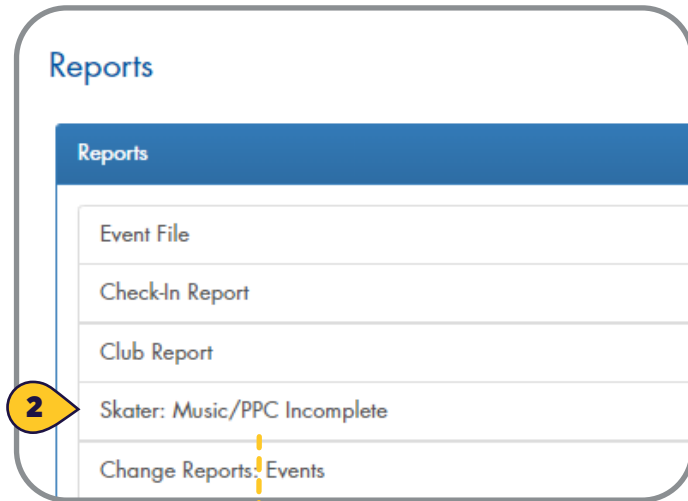 Reports
Reports
Event File
Check-In Report
Club Report
2 Skater: Music/PPC Incomplete
Change Reports: Events